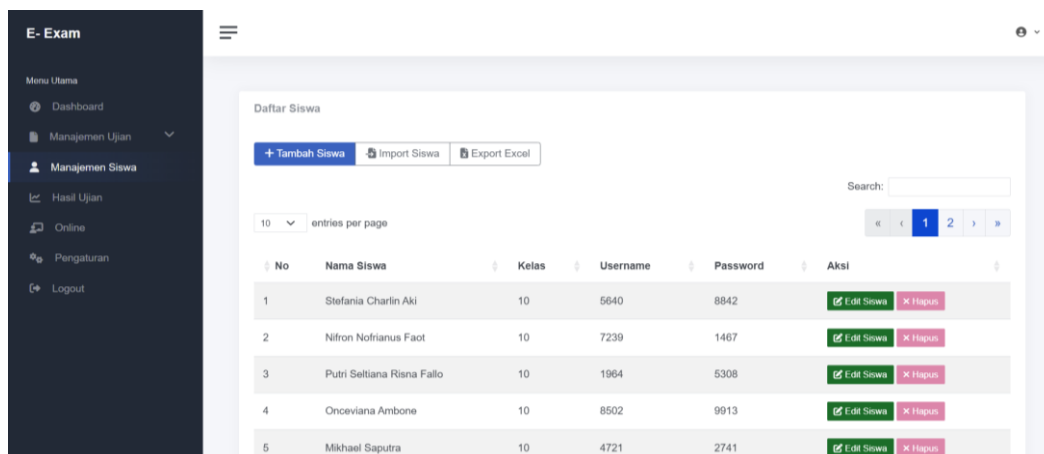 E- Exam
Menu Utama
Dashboard
Manajemen Ujian
Manajemen Siswa
Hasil Ujian
Online
Pengaturan
Logout
Daftar Siswa
+ Tambah Siswa Import Siswa Export Excel
Search:
10 entries per page
« ‹ 1 2 › »
No Nama Siswa Kelas Username Password Aksi
1 Stefania Charlin Aki 10 5640 8842 Edit Siswa × Hapus
2 Nifron Nofrianus Faot 10 7239 1467 Edit Siswa × Hapus
3 Putri Seltiana Risna Fallo 10 1964 5308 Edit Siswa × Hapus
4 Onceviana Ambone 10 8502 9913 Edit Siswa × Hapus
5 Mikhael Saputra 10 4721 2741 Edit Siswa × Hapus